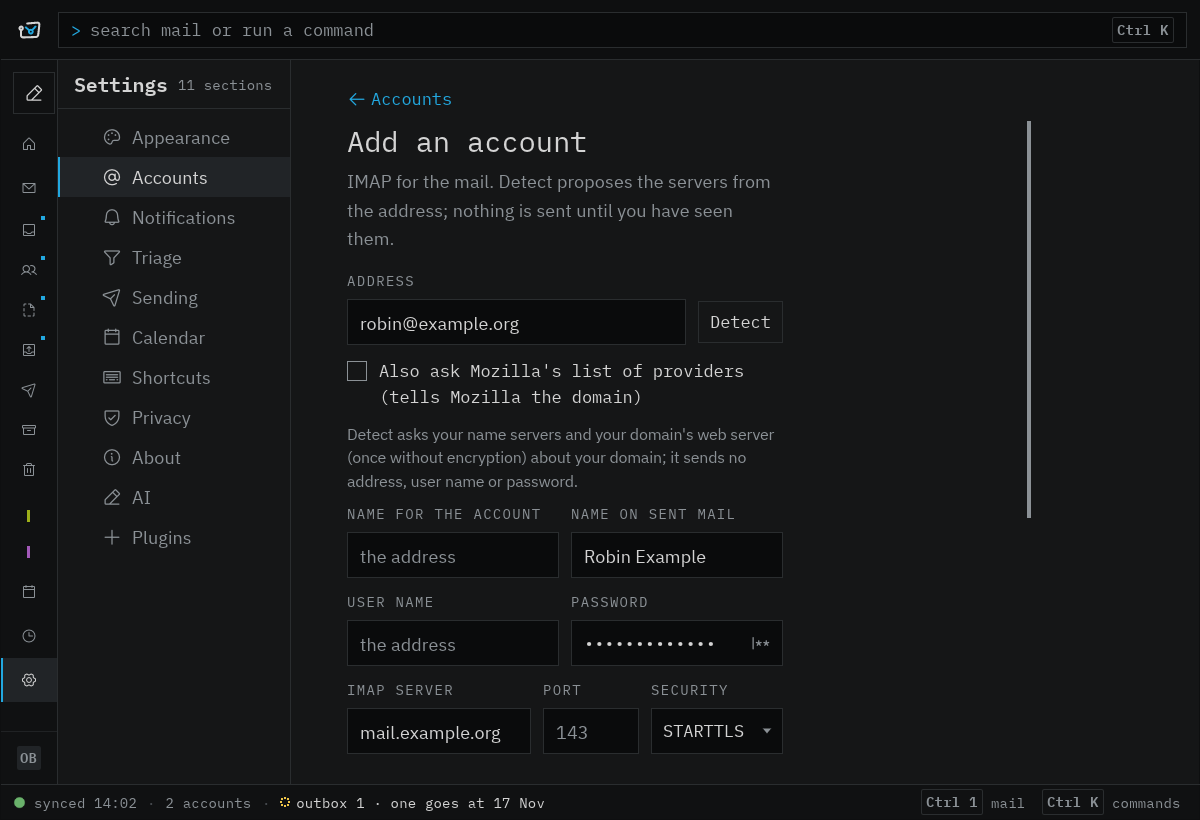 > search mail or run a command
Ctrl K
Settings 11 sections
Appearance
Accounts
Notifications
Triage
Sending
Calendar
Shortcuts
Privacy
About
AI
Plugins
OB
← Accounts
Add an account
IMAP for the mail. Detect proposes the servers from
the address; nothing is sent until you have seen
them.
ADDRESS
robin@example.org
Detect
Also ask Mozilla's list of providers
(tells Mozilla the domain)
Detect asks your name servers and your domain's web server
(once without encryption) about your domain; it sends no
address, user name or password.
NAME FOR THE ACCOUNT NAME ON SENT MAIL
the address Robin Example
USER NAME PASSWORD
the address ••••••••••••• |**
IMAP SERVER PORT SECURITY
mail.example.org 143 STARTTLS
synced 14:02 · 2 accounts · outbox 1 · one goes at 17 Nov
Ctrl 1 mail Ctrl K commands